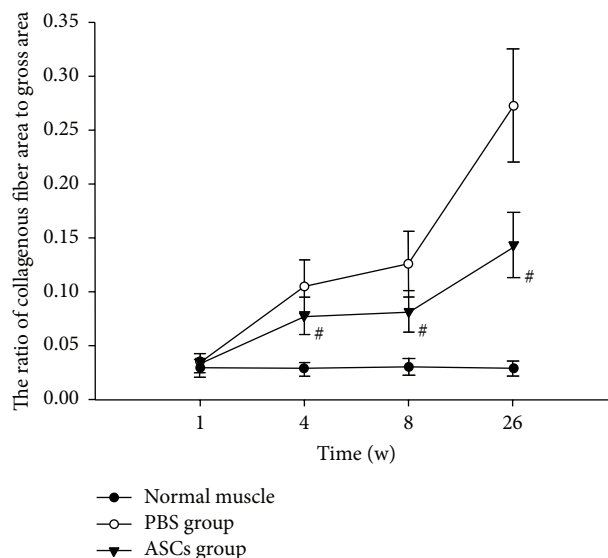 The ratio of collagenous fiber area to gross area
0.35
0.30
0.25
0.20
0.15
0.10
0.05
0.00
#
#
#
1 4 8 26
Time (w)
Normal muscle
PBS group
ASCs group